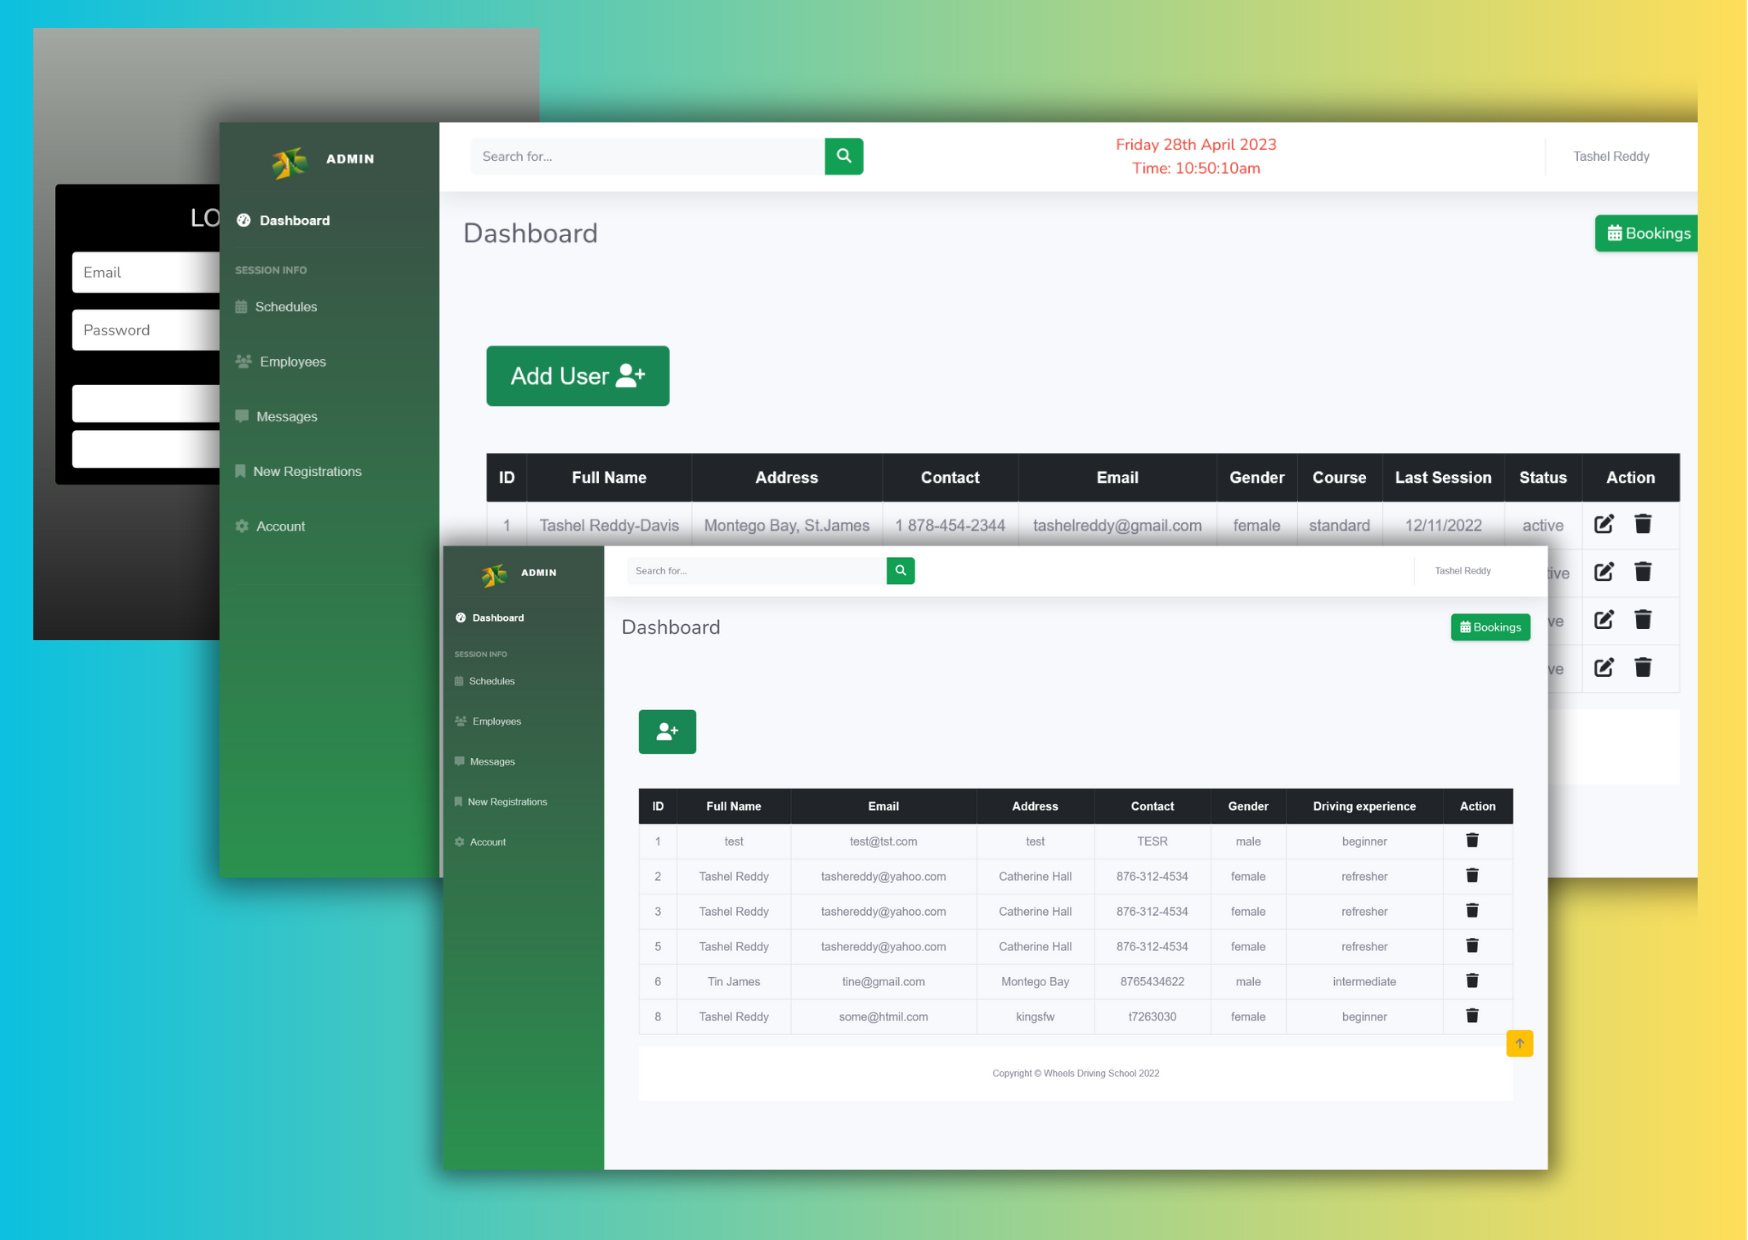 LO
Email
Password
ADMIN
Dashboard
SESSION INFO
Schedules
Employees
Messages
New Registrations
Account
Search for...
Friday 28th April 2023
Time: 10:50:10am
Tashel Reddy
Dashboard
Bookings
Add User
ID Full Name Address Contact Email Gender Course Last Session Status Action
1 Tashel Reddy-Davis Montego Bay, St.James 1 878-454-2344 tashelreddy@gmail.com female standard 12/11/2022 active
tive
ve
ve
ADMIN
Dashboard
SESSION INFO
Schedules
Employees
Messages
New Registrations
Account
Search for...
Tashel Reddy
Dashboard
Bookings
ID Full Name Email Address Contact Gender Driving experience Action
1 test test@tst.com test TESR male beginner
2 Tashel Reddy tashereddy@yahoo.com Catherine Hall 876-312-4534 female refresher
3 Tashel Reddy tashereddy@yahoo.com Catherine Hall 876-312-4534 female refresher
5 Tashel Reddy tashereddy@yahoo.com Catherine Hall 876-312-4534 female refresher
6 Tin James tine@gmail.com Montego Bay 8765434622 male intermediate
8 Tashel Reddy some@htmil.com kingsfw t7263030 female beginner
Copyright © Wheels Driving School 2022